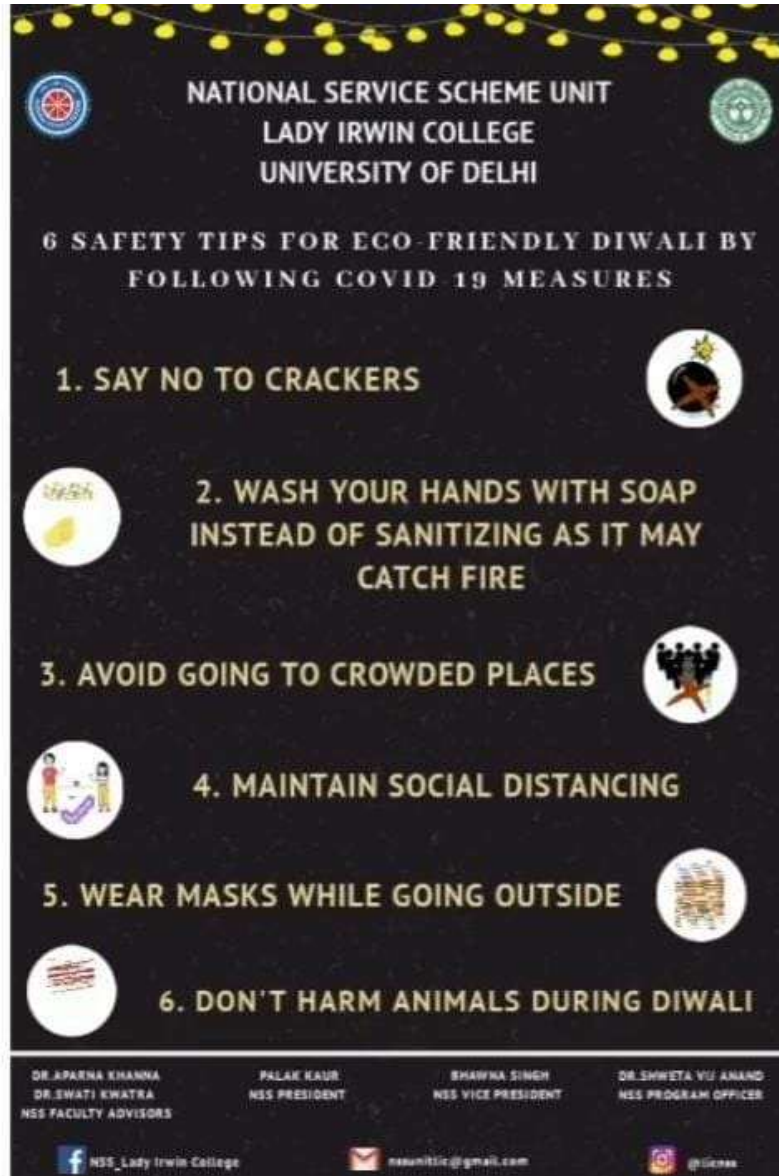 NATIONAL SERVICE SCHEME UNIT
LADY IRWIN COLLEGE
UNIVERSITY OF DELHI
6 SAFETY TIPS FOR ECO-FRIENDLY DIWALI BY
FOLLOWING COVID-19 MEASURES
1. SAY NO TO CRACKERS
2. WASH YOUR HANDS WITH SOAP
INSTEAD OF SANITIZING AS IT MAY
CATCH FIRE
3. AVOID GOING TO CROWDED PLACES
4. MAINTAIN SOCIAL DISTANCING
5. WEAR MASKS WHILE GOING OUTSIDE
6. DON'T HARM ANIMALS DURING DIWALI
DR.APARNA KHANNA
DR.SWATI KWATRA
NSS FACULTY ADVISORS
PALAK KAUR
NSS PRESIDENT
BHAWNA SINGH
NSS VICE PRESIDENT
DR.SHWETA VIJ ANAND
NSS PROGRAM OFFICER
NSS_Lady Irwin College
nssunitlic@gmail.com
@licnss